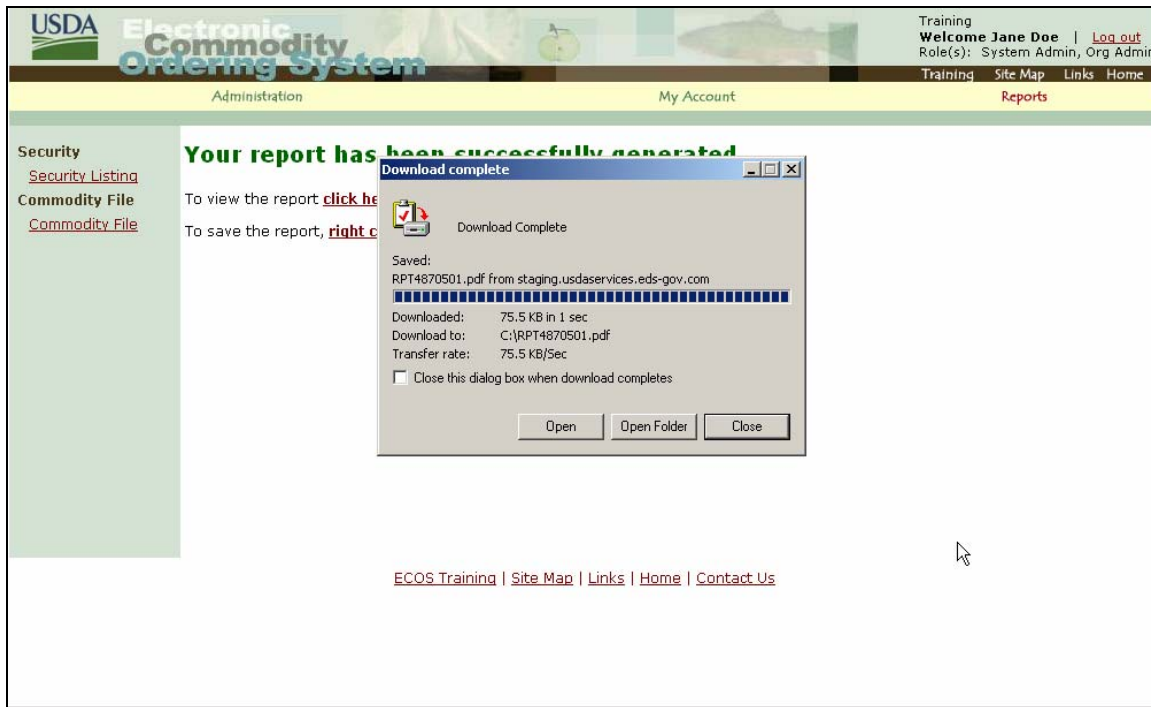 USDA
Electronic
Commodity
Ordering System
Training
Welcome Jane Doe | Log out
Role(s): System Admin, Org Admin
Training Site Map Links Home
Administration My Account Reports
Security
Security Listing
Commodity File
Commodity File
Your report has been successfully generated
To view the report click he
To save the report, right c
Download complete
Download Complete
Saved:
RPT4870501.pdf from staging.usdaservices.eds-gov.com
Downloaded: 75.5 KB in 1 sec
Download to: C:\RPT4870501.pdf
Transfer rate: 75.5 KB/Sec
Close this dialog box when download completes
Open Open Folder Close
ECOS Training | Site Map | Links | Home | Contact Us